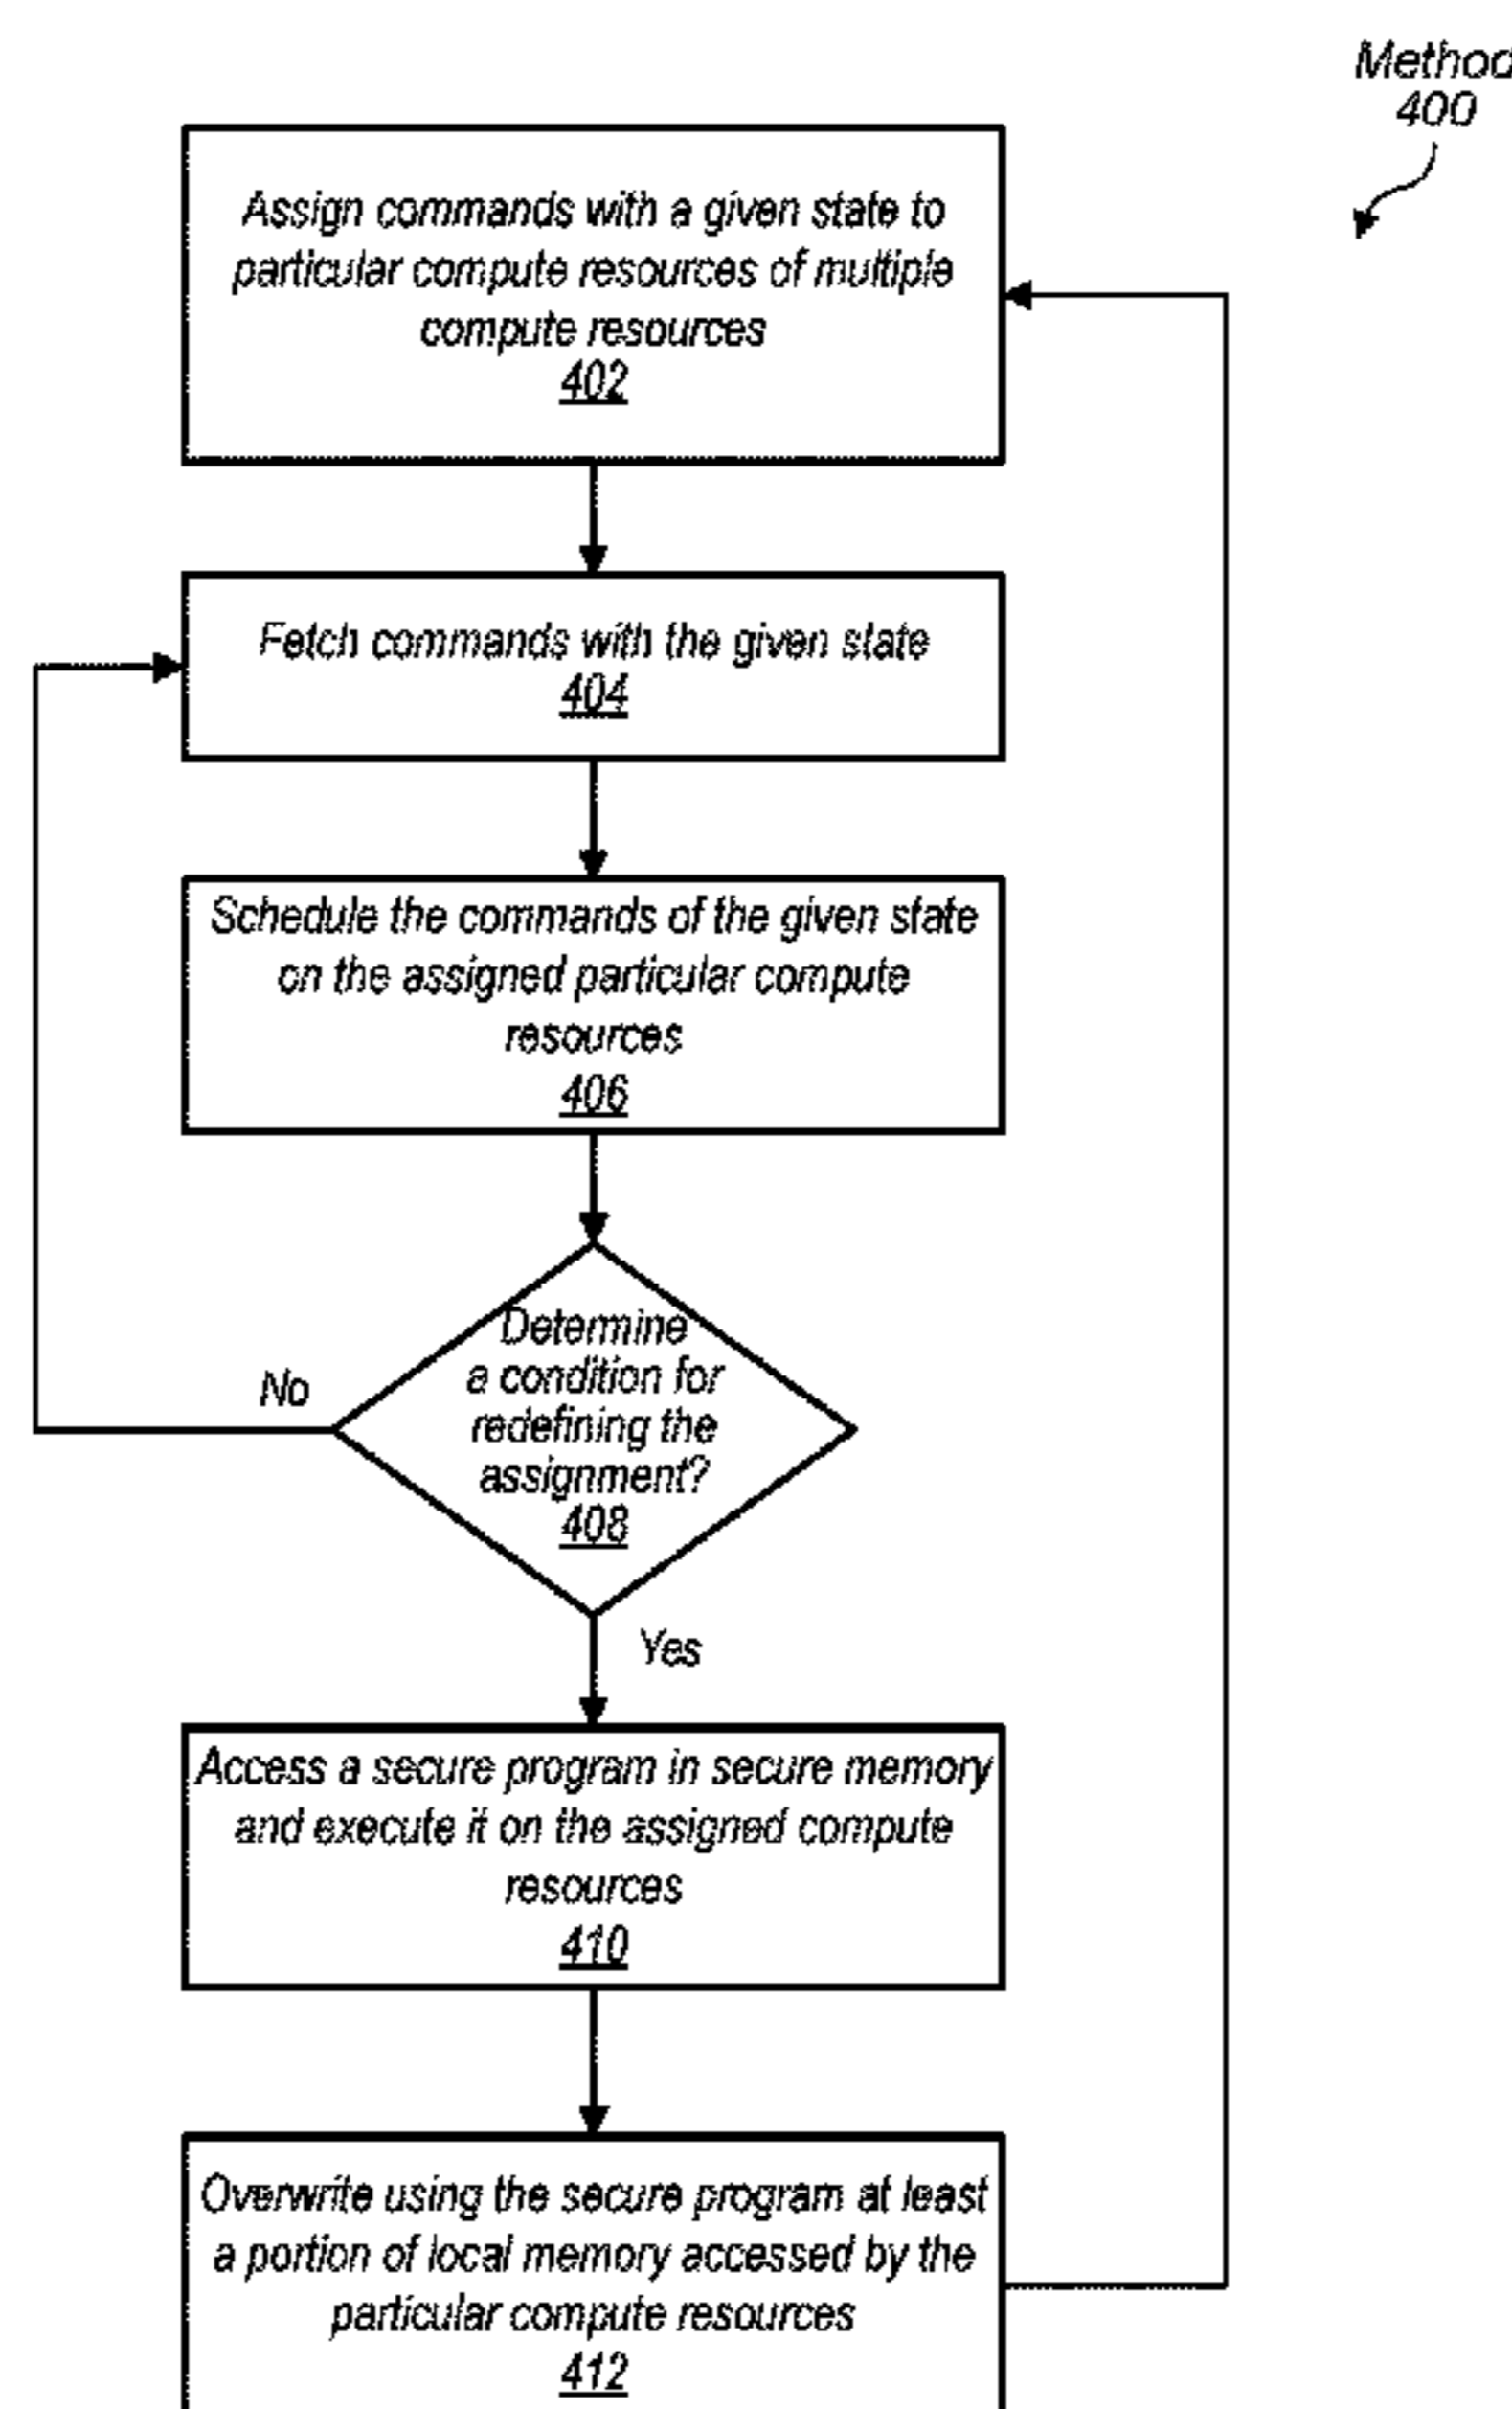 Method
400
Assign commands with a given state to
particular compute resources of multiple
compute resources
402
Fetch commands with the given state
404
Schedule the commands of the given state
on the assigned particular compute
resources
406
Determine
a condition for
redefining the
assignment?
408
No
Yes
Access a secure program in secure memory
and execute it on the assigned compute
resources
410
Overwrite using the secure program at least
a portion of local memory accessed by the
particular compute resources
412